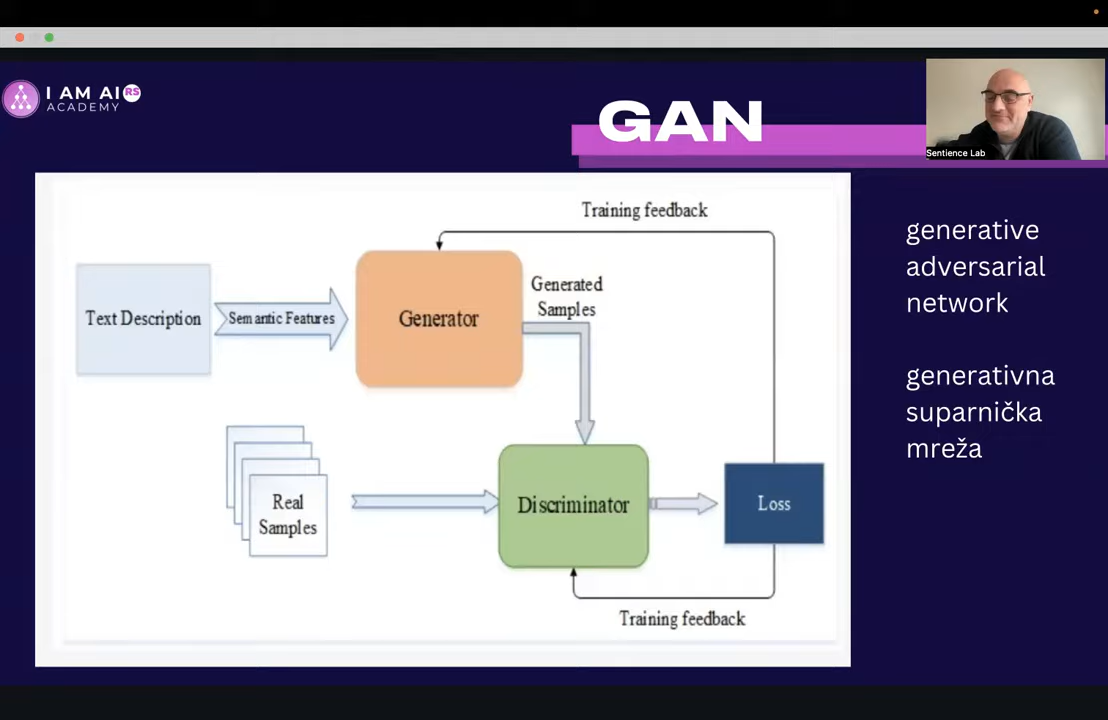 I AM AI RS
ACADEMY
GAN
Sentience Lab
Training feedback
Text Description
Semantic Features
Generator
Generated
Samples
Real
Samples
Discriminator
Loss
Training feedback
generative
adversarial
network
generativna
suparnička
mreža